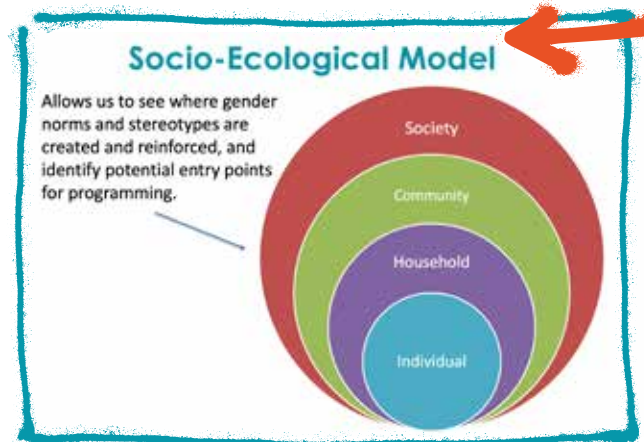 Socio-Ecological Model
Allows us to see where gender
norms and stereotypes are
created and reinforced, and
identify potential entry points
for programming.
Society
Community
Household
Individual